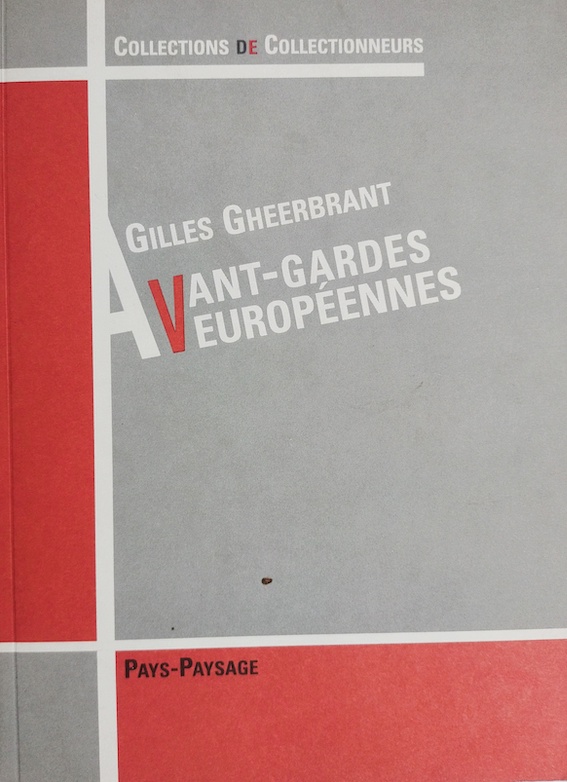 COLLECTIONS DE COLLECTIONNEURS
GILLES GHEERBRANT
AVANT-GARDES
EUROPÉENNES
PAYS-PAYSAGE